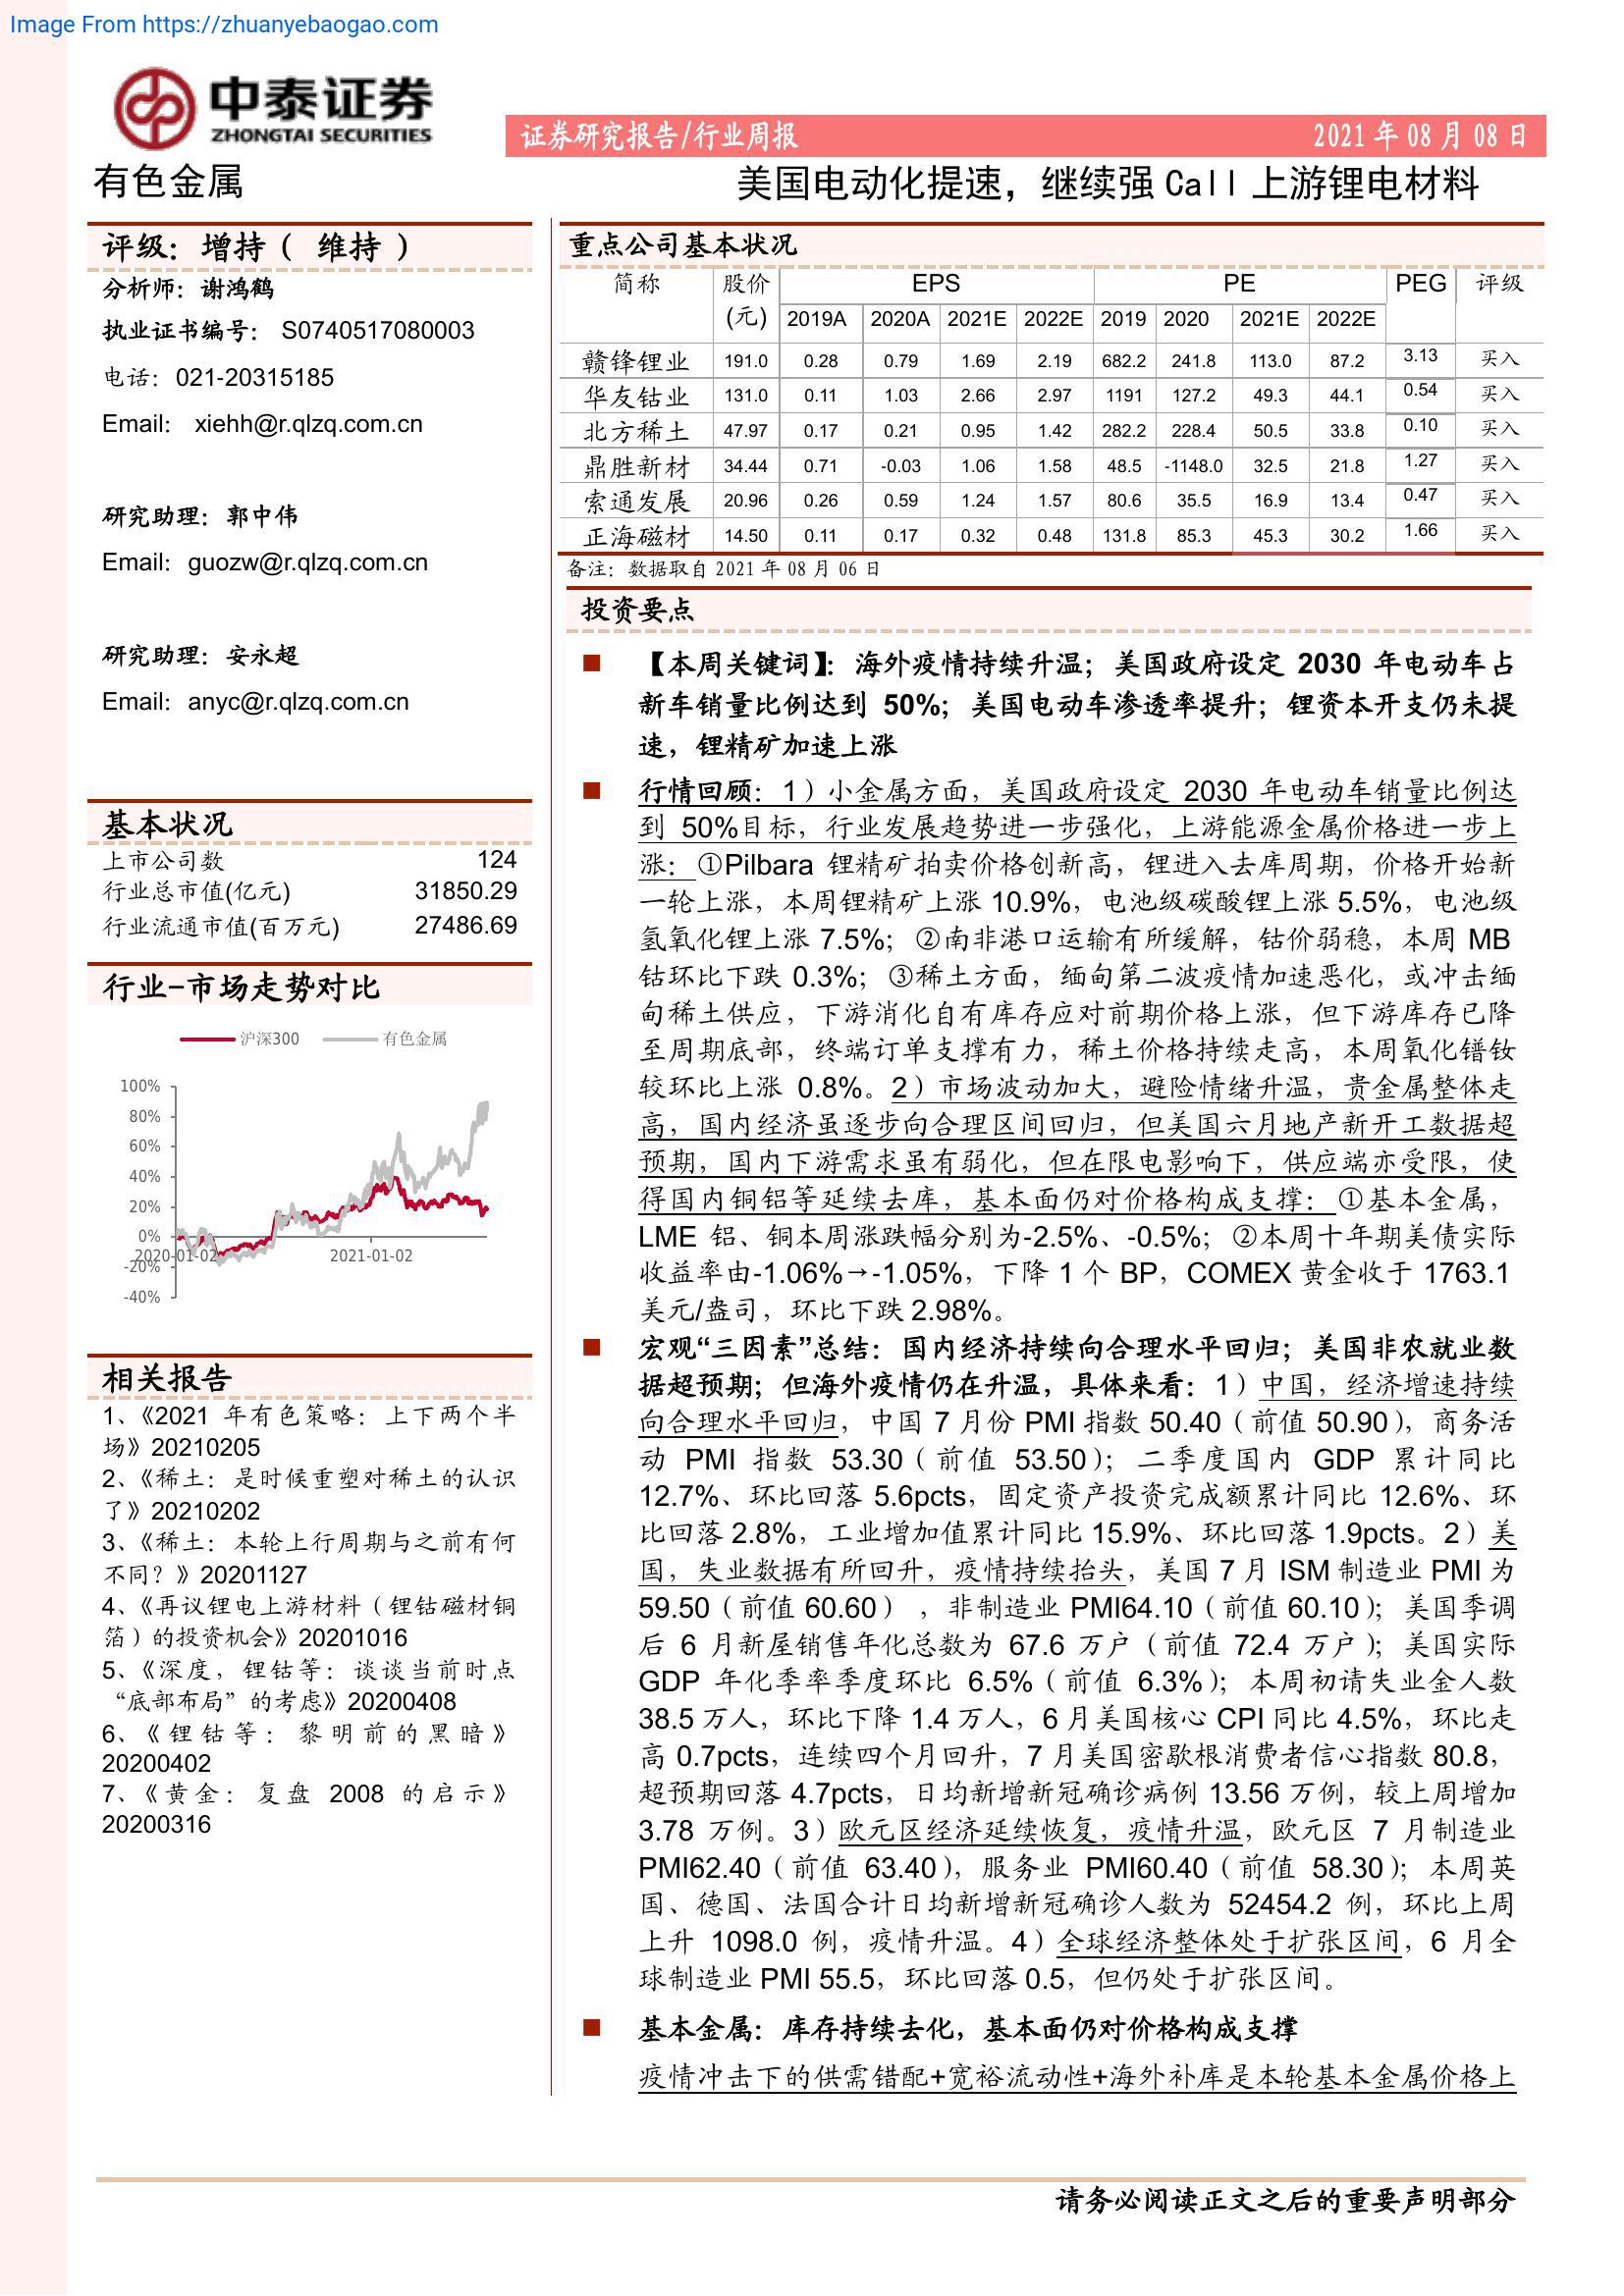 Image From https://zhuanyebaogao.com
中泰证券
ZHONGTAI SECURITIES
证券研究报告/行业周报 2021 年 08 月 08 日
有色金属
美国电动化提速，继续强 Call 上游锂电材料
评级：增持（ 维持 ）
分析师：谢鸿鹤
执业证书编号： S0740517080003
电话：021-20315185
Email： xiehh@r.qlzq.com.cn
研究助理：郭中伟
Email：guozw@r.qlzq.com.cn
研究助理：安永超
Email：anyc@r.qlzq.com.cn
基本状况
上市公司数 124
行业总市值(亿元) 31850.29
行业流通市值(百万元) 27486.69
行业-市场走势对比
沪深300 有色金属
100%
80%
60%
40%
20%
0%
-20%
-40%
2020-01-02 2021-01-02
相关报告
1、《2021 年有色策略：上下两个半
场》20210205
2、《稀土：是时候重塑对稀土的认识
了》20210202
3、《稀土：本轮上行周期与之前有何
不同？》20201127
4、《再议锂电上游材料（锂钴磁材铜
箔）的投资机会》20201016
5、《深度，锂钴等：谈谈当前时点
“底部布局”的考虑》20200408
6、《锂钴等：黎明前的黑暗》
20200402
7、《黄金：复盘 2008 的启示》
20200316
重点公司基本状况
简称 股价 EPS PE PEG 评级
(元) 2019A 2020A 2021E 2022E 2019 2020 2021E 2022E
赣锋锂业 191.0 0.28 0.79 1.69 2.19 682.2 241.8 113.0 87.2 3.13 买入
华友钴业 131.0 0.11 1.03 2.66 2.97 1191 127.2 49.3 44.1 0.54 买入
北方稀土 47.97 0.17 0.21 0.95 1.42 282.2 228.4 50.5 33.8 0.10 买入
鼎胜新材 34.44 0.71 -0.03 1.06 1.58 48.5 -1148.0 32.5 21.8 1.27 买入
索通发展 20.96 0.26 0.59 1.24 1.57 80.6 35.5 16.9 13.4 0.47 买入
正海磁材 14.50 0.11 0.17 0.32 0.48 131.8 85.3 45.3 30.2 1.66 买入
备注：数据取自 2021 年 08 月 06 日
投资要点
【本周关键词】：海外疫情持续升温；美国政府设定 2030 年电动车占
新车销量比例达到 50%；美国电动车渗透率提升；锂资本开支仍未提
速，锂精矿加速上涨
行情回顾：1）小金属方面，美国政府设定 2030 年电动车销量比例达
到 50%目标，行业发展趋势进一步强化，上游能源金属价格进一步上
涨：①Pilbara 锂精矿拍卖价格创新高，锂进入去库周期，价格开始新
一轮上涨，本周锂精矿上涨 10.9%，电池级碳酸锂上涨 5.5%，电池级
氢氧化锂上涨 7.5%；②南非港口运输有所缓解，钴价弱稳，本周 MB
钴环比下跌 0.3%；③稀土方面，缅甸第二波疫情加速恶化，或冲击缅
甸稀土供应，下游消化自有库存应对前期价格上涨，但下游库存已降
至周期底部，终端订单支撑有力，稀土价格持续走高，本周氧化镨钕
较环比上涨 0.8%。2）市场波动加大，避险情绪升温，贵金属整体走
高，国内经济虽逐步向合理区间回归，但美国六月地产新开工数据超
预期，国内下游需求虽有弱化，但在限电影响下，供应端亦受限，使
得国内铜铝等延续去库，基本面仍对价格构成支撑：①基本金属，
LME 铝、铜本周涨跌幅分别为-2.5%、-0.5%；②本周十年期美债实际
收益率由-1.06%→-1.05%，下降 1 个 BP，COMEX 黄金收于 1763.1
美元/盎司，环比下跌 2.98%。
宏观“三因素”总结：国内经济持续向合理水平回归；美国非农就业数
据超预期；但海外疫情仍在升温，具体来看：1）中国，经济增速持续
向合理水平回归，中国 7 月份 PMI 指数 50.40（前值 50.90），商务活
动 PMI 指数 53.30（前值 53.50）；二季度国内 GDP 累计同比
12.7%、环比回落 5.6pcts，固定资产投资完成额累计同比 12.6%、环
比回落 2.8%，工业增加值累计同比 15.9%、环比回落 1.9pcts。2）美
国，失业数据有所回升，疫情持续抬头，美国 7 月 ISM 制造业 PMI 为
59.50（前值 60.60） ，非制造业 PMI64.10（前值 60.10）；美国季调
后 6 月新屋销售年化总数为 67.6 万户（前值 72.4 万户）；美国实际
GDP 年化季率季度环比 6.5%（前值 6.3%）；本周初请失业金人数
38.5 万人，环比下降 1.4 万人，6 月美国核心 CPI 同比 4.5%，环比走
高 0.7pcts，连续四个月回升，7 月美国密歇根消费者信心指数 80.8，
超预期回落 4.7pcts，日均新增新冠确诊病例 13.56 万例，较上周增加
3.78 万例。3）欧元区经济延续恢复，疫情升温，欧元区 7 月制造业
PMI62.40（前值 63.40），服务业 PMI60.40（前值 58.30）；本周英
国、德国、法国合计日均新增新冠确诊人数为 52454.2 例，环比上周
上升 1098.0 例，疫情升温。4）全球经济整体处于扩张区间，6 月全
球制造业 PMI 55.5，环比回落 0.5，但仍处于扩张区间。
基本金属：库存持续去化，基本面仍对价格构成支撑
疫情冲击下的供需错配+宽裕流动性+海外补库是本轮基本金属价格上
请务必阅读正文之后的重要声明部分